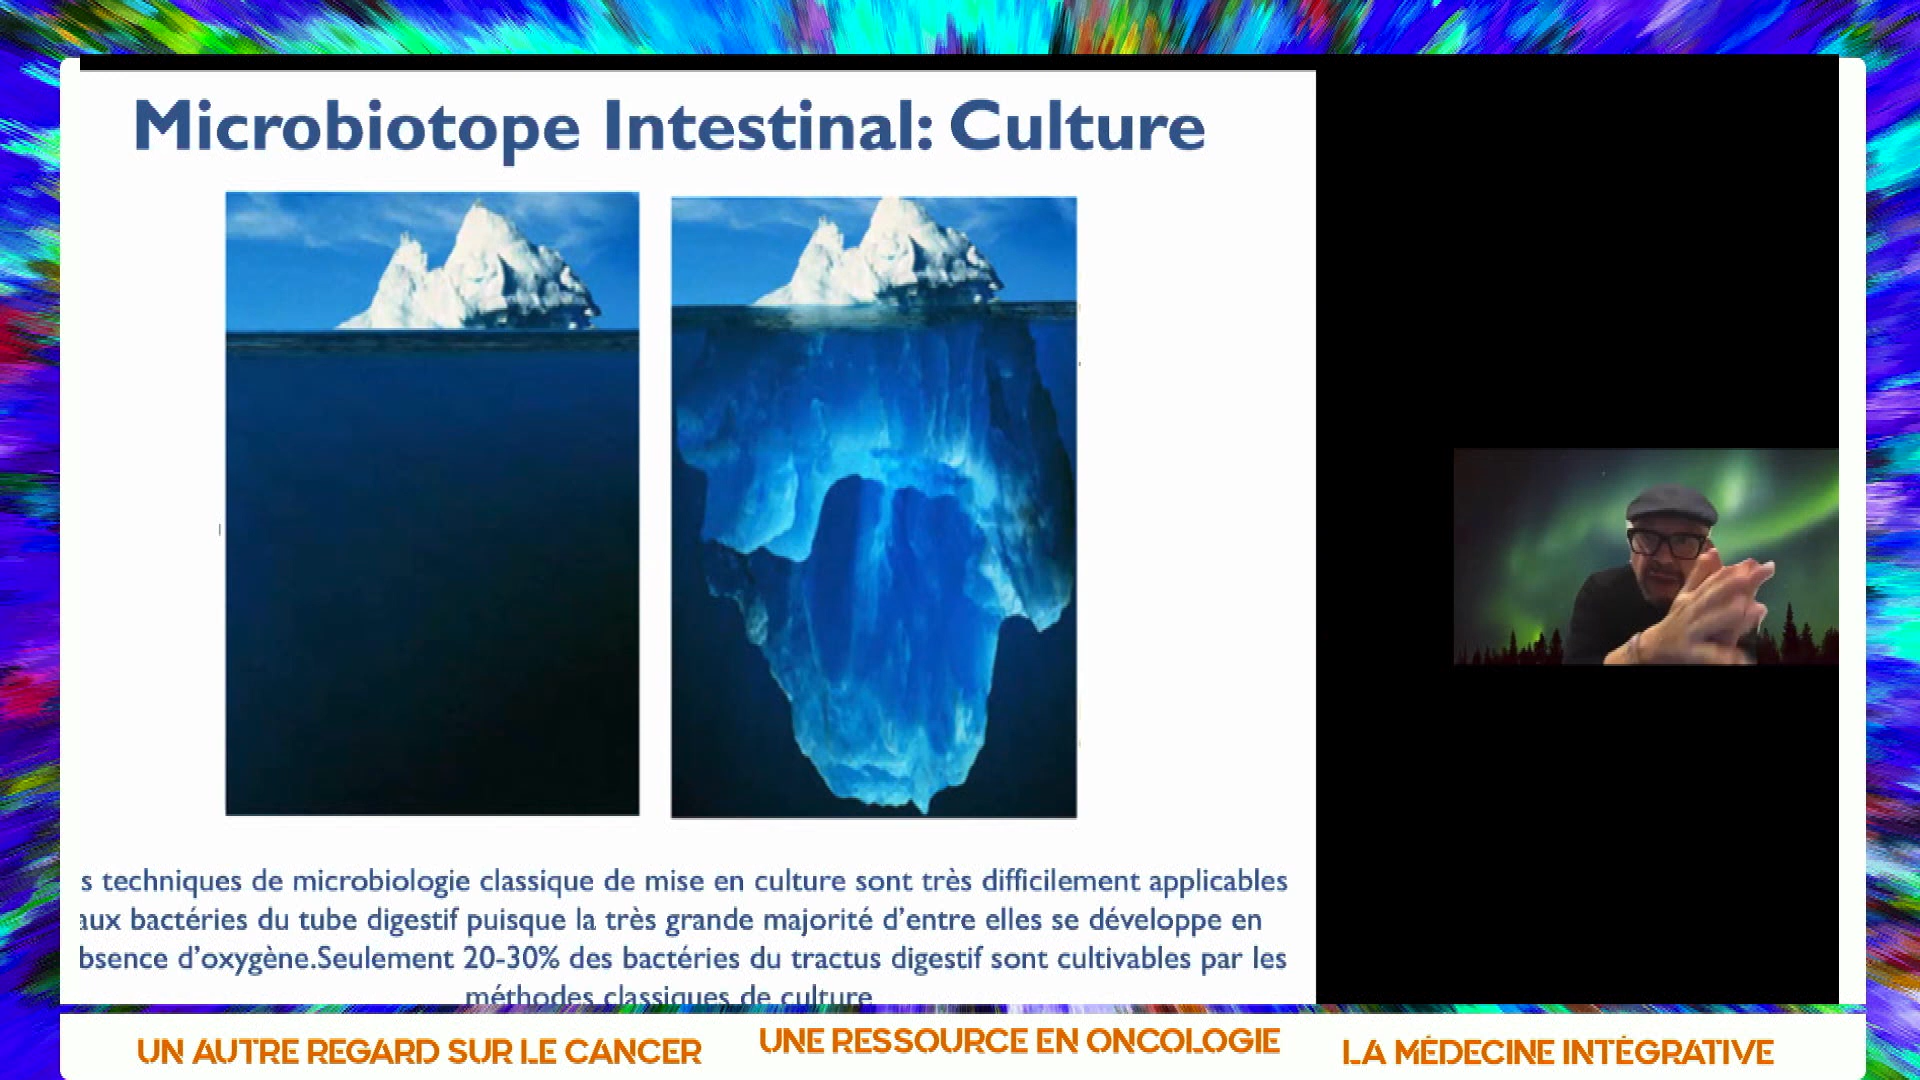 Microbiotope Intestinal: Culture
s techniques de microbiologie classique de mise en culture sont très difficilement applicables
aux bactéries du tube digestif puisque la très grande majorité d'entre elles se développe en
bsence d'oxygène.Seulement 20-30% des bactéries du tractus digestif sont cultivables par les
méthodes classiques de culture
UN AUTRE REGARD SUR LE CANCER
UNE RESSOURCE EN ONCOLOGIE
LA MÉDECINE INTÉGRATIVE